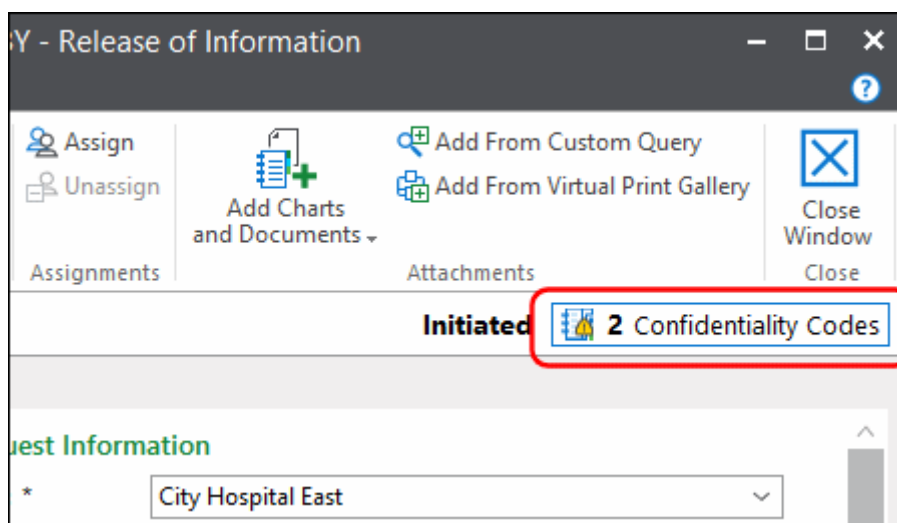 Y - Release of Information
Assign
Unassign
Assignments
Add Charts
and Documents
Add From Custom Query
Add From Virtual Print Gallery
Attachments
Close
Window
Close
Initiated
2 Confidentiality Codes
uest Information
*
City Hospital East